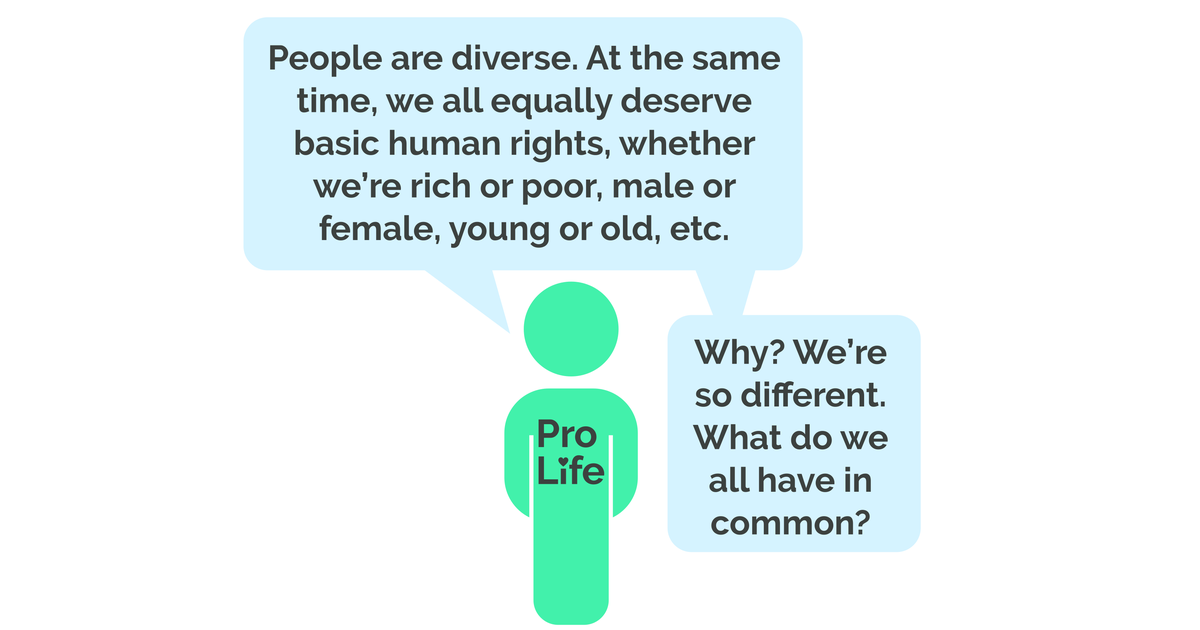 People are diverse. At the same
time, we all equally deserve
basic human rights, whether
we’re rich or poor, male or
female, young or old, etc.
Pro
Life
Why? We’re
so different.
What do we
all have in
common?